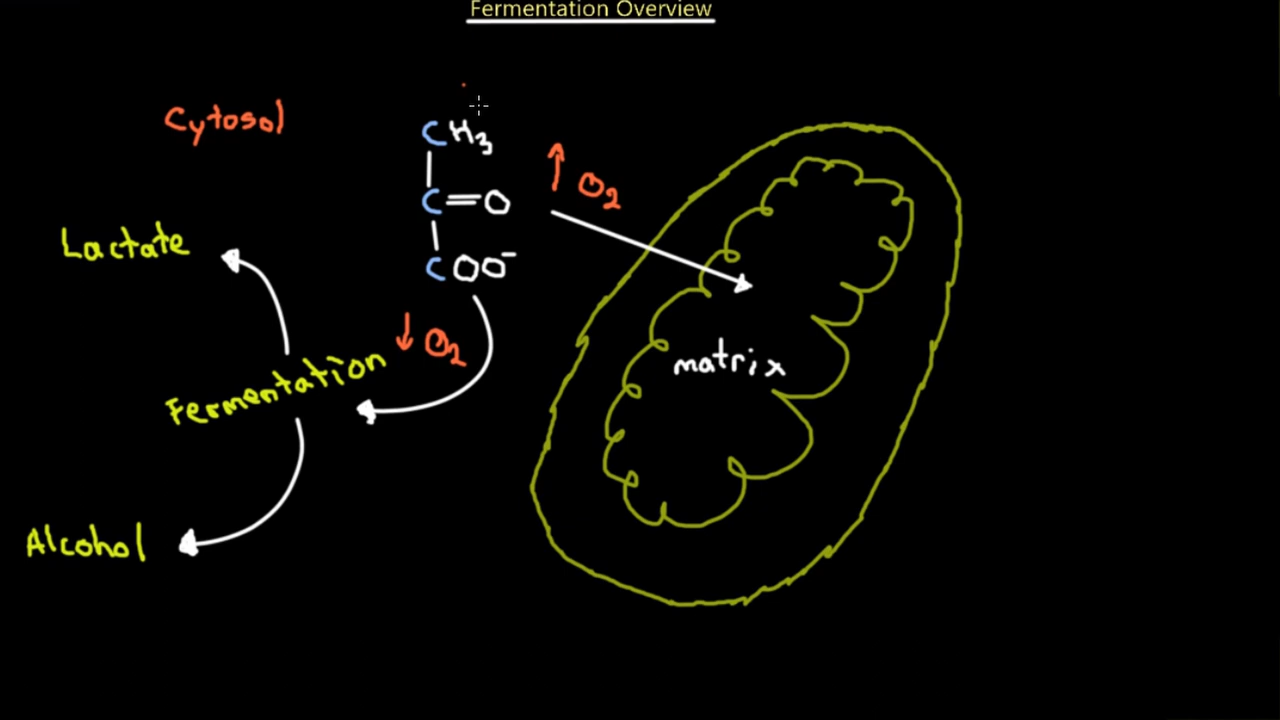 Fermentation Overview
Cytosol
CH3
↑ O2
C=O
Lactate
COO⁻
↓ O2
Fermentation
matrix
Alcohol